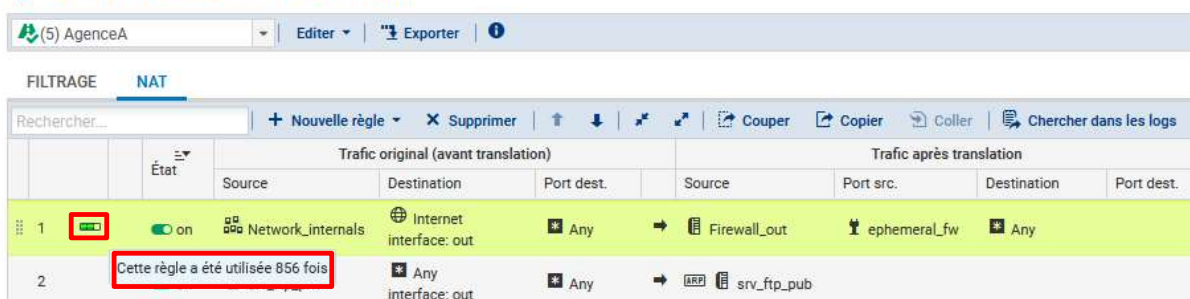 (5) AgenceA Editer Exporter
FILTRAGE NAT
Rechercher... Nouvelle règle Supprimer Couper Copier Coller Chercher dans les logs
État Trafic original (avant translation) Trafic après translation
Source Destination Port dest. Source Port src. Destination Port dest.
1 on Network_internals Internet interface: out Any Firewall_out ephemeral_fw Any
Cette règle a été utilisée 856 fois
2 Any interface: out Any ARP srv_ftp_pub